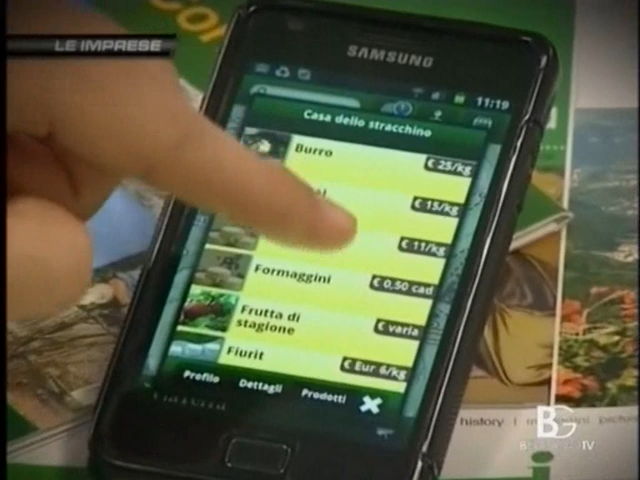 LE IMPRESE
SAMSUNG
11:19
Casa dello stracchino
Burro
€ 25/kg
€ 15/kg
€ 11/kg
Formaggini
€ 0,50 cad
Frutta di
stagione
€ varia
Fiurit
€ Eur 6/kg
Profilo
Dettagli
Prodotti
history
BG
TV